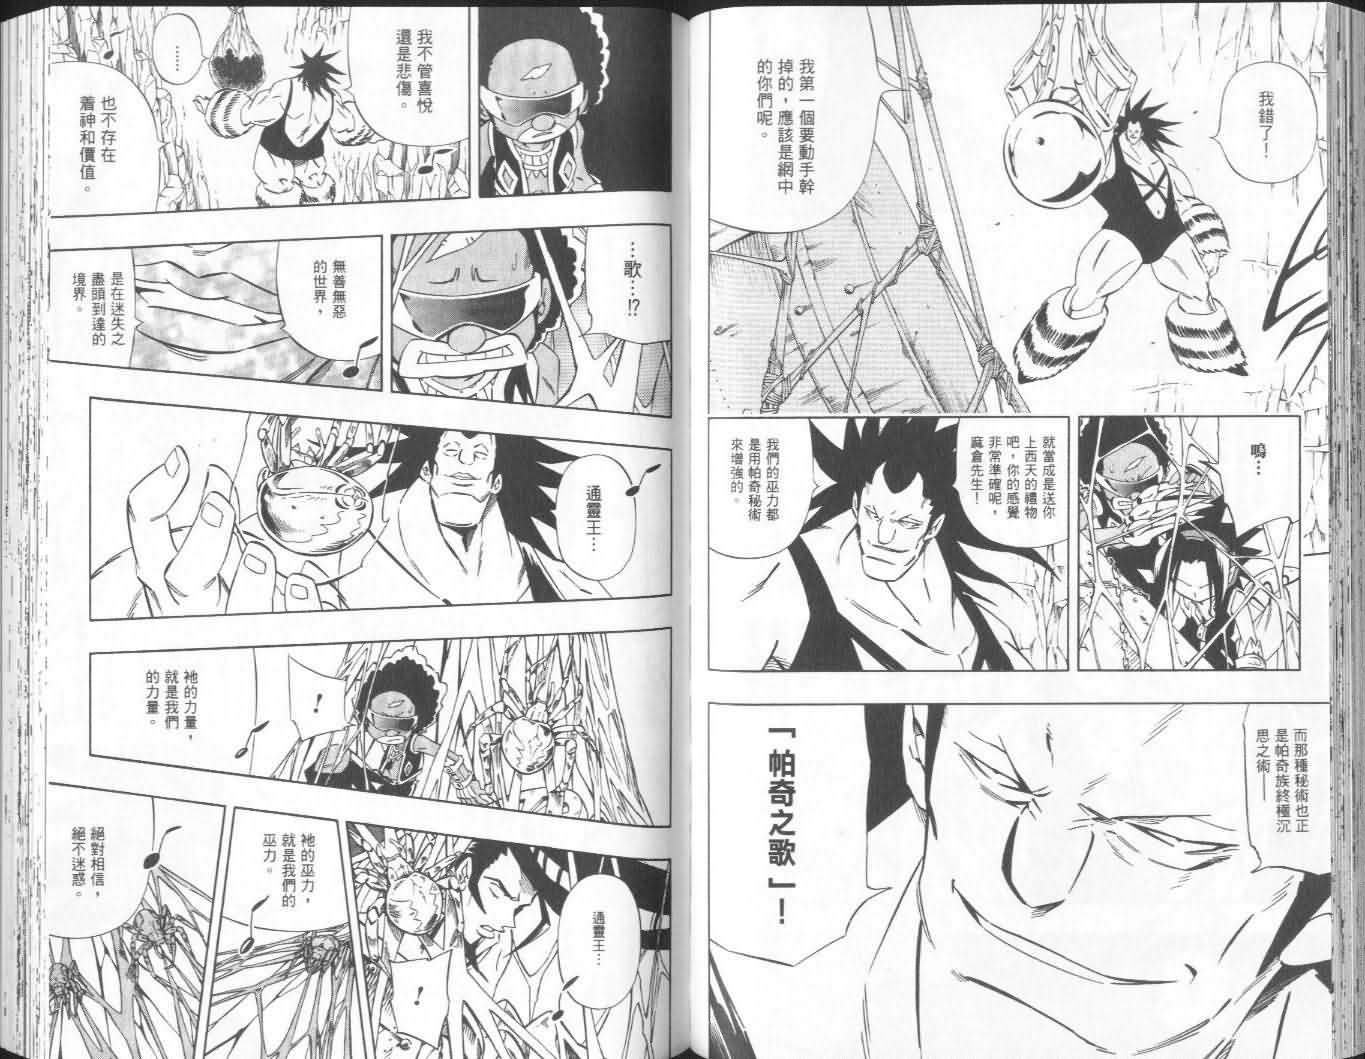 我錯了！
我第一個要動手幹
掉的，應該是網中
的你們呢。
嗚…
就當成是送你
上西天的禮物
吧，你的感覺
非常準確呢，
麻倉先生！
我們的巫力都
是用帕奇秘術
來增強的。
而那種秘術也正
是帕奇族終極沉
思之術——
「帕奇之歌」！
我不管喜悅
還是悲傷。
……
也不存在
着神和價值。
…歌…!?
無善無惡
的世界，
是在迷失之
盡頭到達的
境界。
通靈王…
！
祂的力量，
就是我們
的力量。
通靈王…
！
祂的巫力，
就是我們的
巫力。
絕對相信，
絕不迷惑。